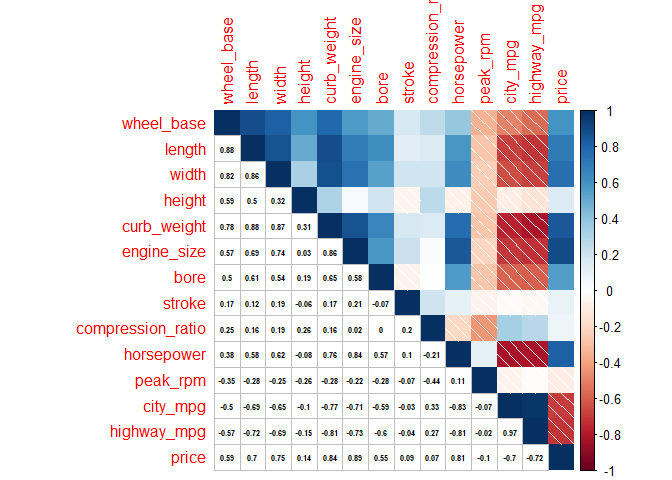 wheel_base length width height curb_weight engine_size bore stroke compression_r horsepower peak_rpm city_mpg highway_mpg price
wheel_base 1
length 0.88 0.8
width 0.82 0.86 0.6
height 0.59 0.5 0.32 0.4
curb_weight 0.78 0.88 0.87 0.31 0.2
engine_size 0.57 0.69 0.74 0.03 0.86
bore 0.5 0.61 0.54 0.19 0.65 0.58 0
stroke 0.17 0.12 0.19 -0.06 0.17 0.21 -0.07 -0.2
compression_ratio 0.25 0.16 0.19 0.26 0.16 0.02 0 0.2
horsepower 0.38 0.58 0.62 -0.08 0.76 0.84 0.57 0.1 -0.21 -0.4
peak_rpm -0.35 -0.28 -0.25 -0.26 -0.28 -0.22 -0.28 -0.07 -0.44 0.11 -0.6
city_mpg -0.5 -0.69 -0.65 -0.1 -0.77 -0.71 -0.59 -0.03 0.33 -0.83 -0.07 -0.8
highway_mpg -0.57 -0.72 -0.69 -0.15 -0.81 -0.73 -0.6 -0.04 0.27 -0.81 -0.02 0.97
price 0.59 0.7 0.75 0.14 0.84 0.89 0.55 0.09 0.07 0.81 -0.1 -0.7 -0.72 -1